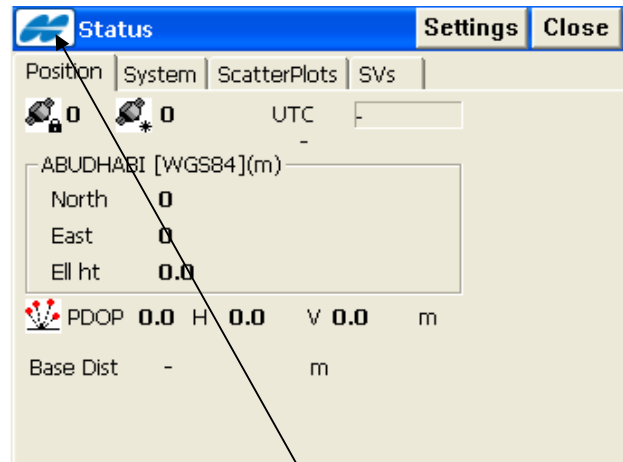 Status Settings Close
Position System ScatterPlots SVs
0 0 UTC -
-
ABUDHABI [WGS84](m)
North 0
East 0
Ell ht 0.0
PDOP 0.0 H 0.0 V 0.0 m
Base Dist - m